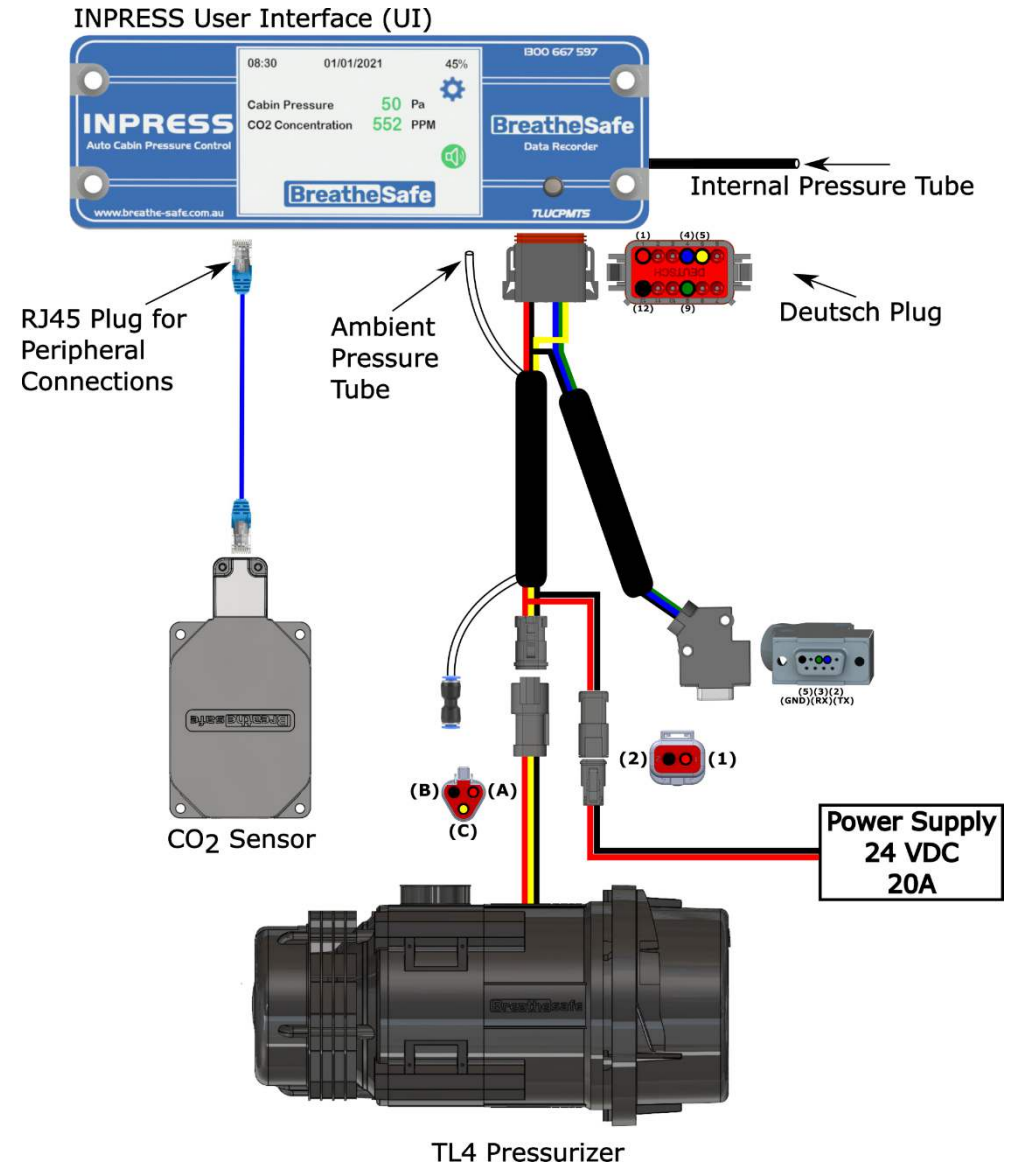 INPRESS User Interface (UI)
1300 667 597
08:30 01/01/2021 45%
Cabin Pressure 50 Pa
CO2 Concentration 552 PPM
INPRESS
Auto Cabin Pressure Control
BreatheSafe
Data Recorder
BreatheSafe
www.breathe-safe.com.au
TLUCPMTS
Internal Pressure Tube
RJ45 Plug for
Peripheral
Connections
Ambient
Pressure
Tube
(1) (4)(5)
DEUTSCH
(12) (9)
Deutsch Plug
(5)(3)(2)
(GND)(RX)(TX)
Breathesafe
CO2 Sensor
(B) (A)
(C)
(2) (1)
Power Supply
24 VDC
20A
Breathesafe
TL4 Pressurizer